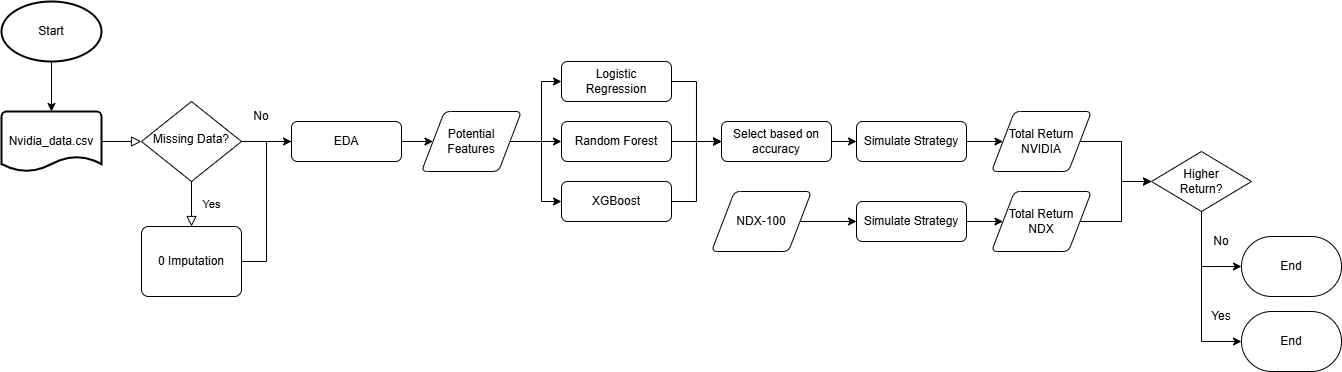 Start
Nvidia_data.csv
Missing Data?
No
Yes
0 Imputation
EDA
Potential
Features
Logistic
Regression
Random Forest
XGBoost
Select based on
accuracy
Simulate Strategy
Total Return
NVIDIA
NDX-100
Simulate Strategy
Total Return
NDX
Higher
Return?
No
End
Yes
End